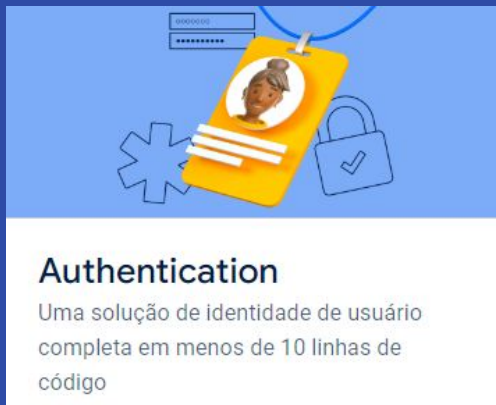 Authentication
Uma solução de identidade de usuário
completa em menos de 10 linhas de
código